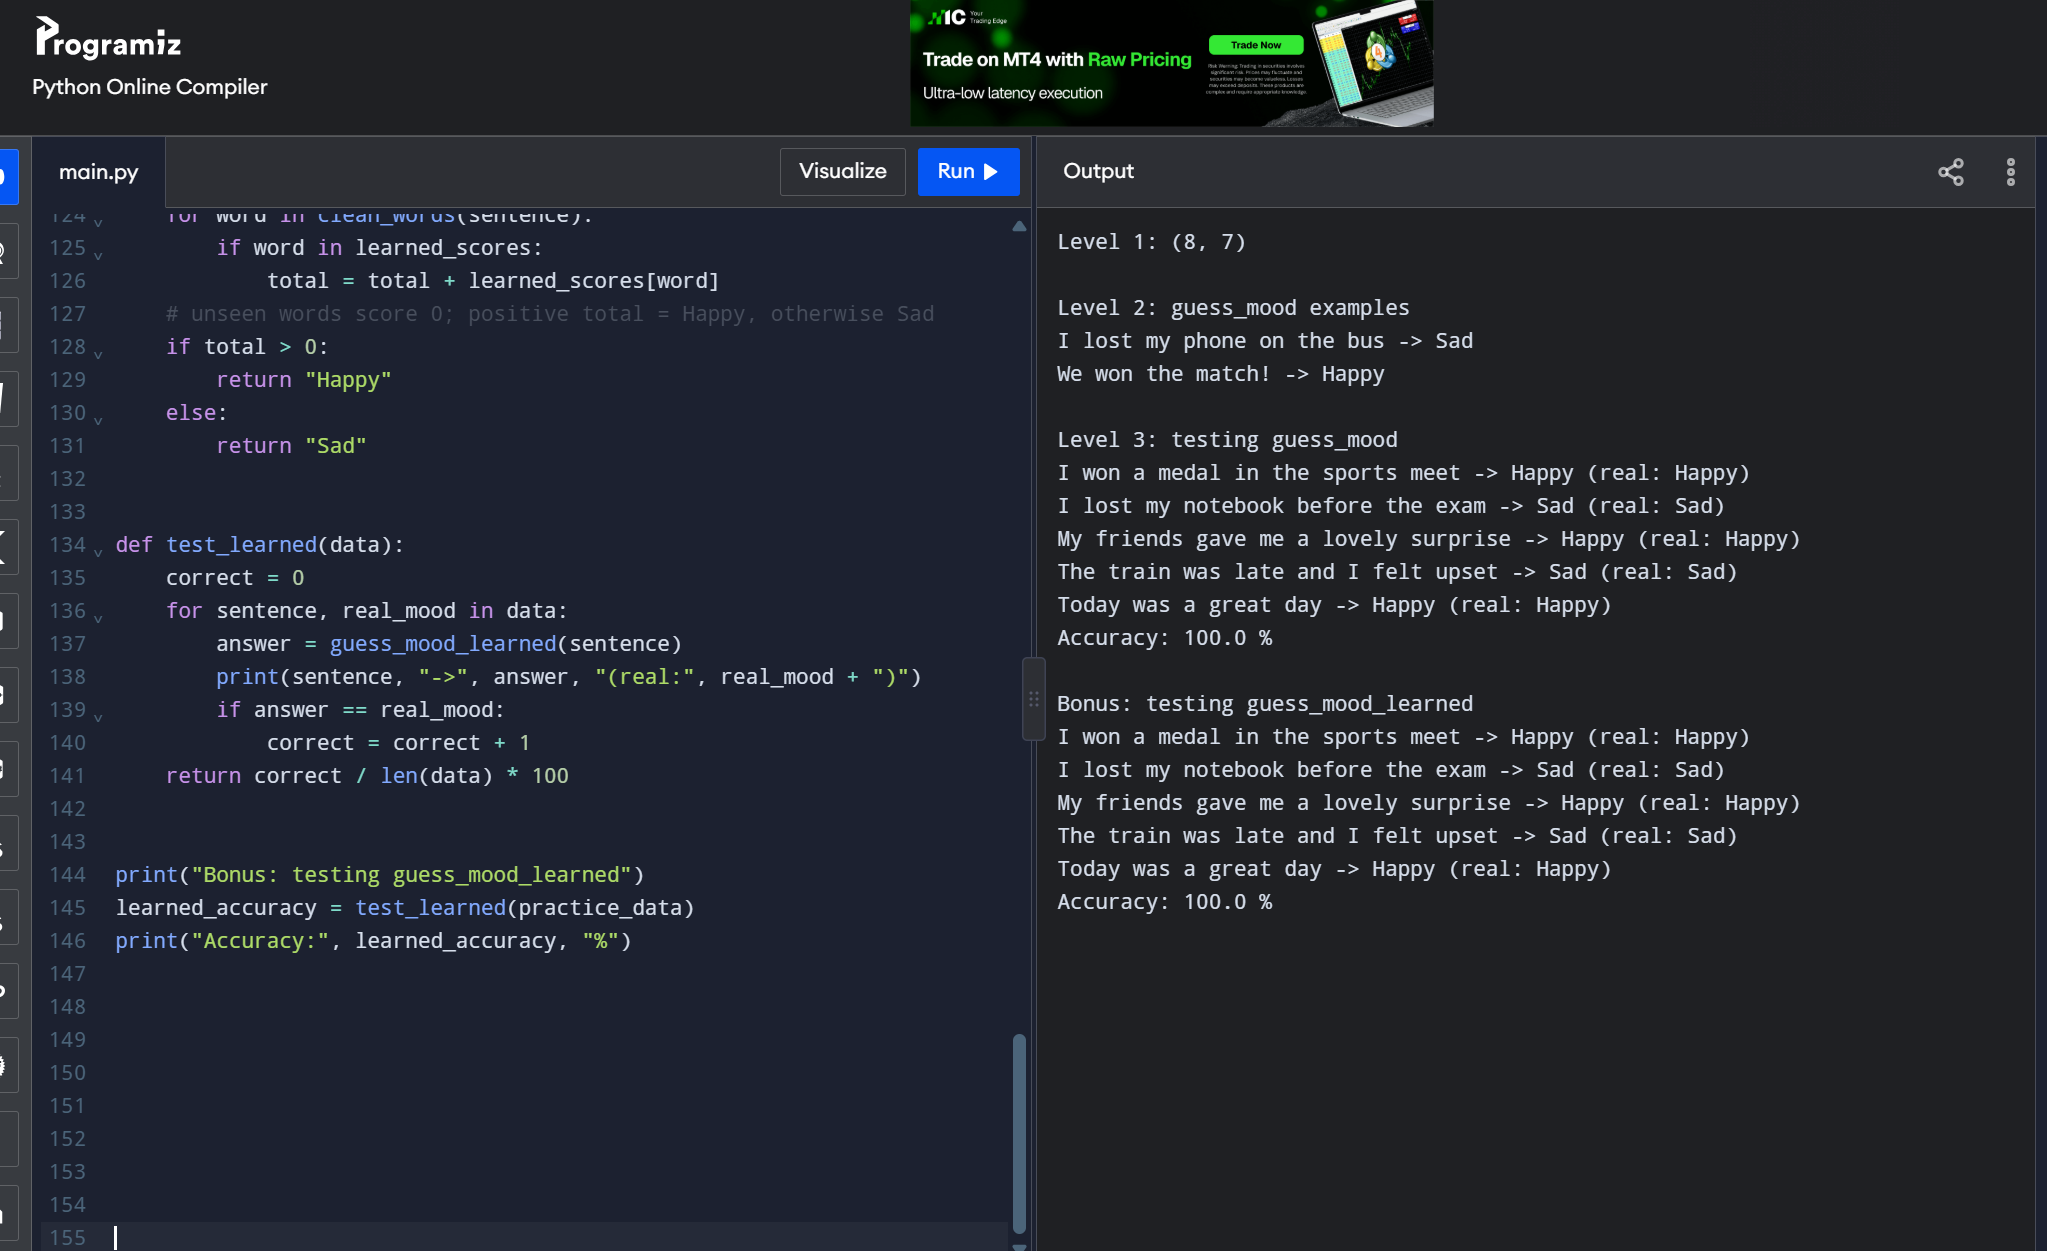 Programiz
Python Online Compiler
Your
Trading Edge
Trade on MT4 with Raw Pricing
Ultra-low latency execution
Trade Now
main.py
Visualize
Run
Output
124 for word in clean_words(sentence):
125 if word in learned_scores:
126 total = total + learned_scores[word]
127 # unseen words score 0; positive total = Happy, otherwise Sad
128 if total > 0:
129 return "Happy"
130 else:
131 return "Sad"
132
133
134 def test_learned(data):
135 correct = 0
136 for sentence, real_mood in data:
137 answer = guess_mood_learned(sentence)
138 print(sentence, "->", answer, "(real:", real_mood + ")")
139 if answer == real_mood:
140 correct = correct + 1
141 return correct / len(data) * 100
142
143
144 print("Bonus: testing guess_mood_learned")
145 learned_accuracy = test_learned(practice_data)
146 print("Accuracy:", learned_accuracy, "%")
147
148
149
150
151
152
153
154
155
Level 1: (8, 7)
Level 2: guess_mood examples
I lost my phone on the bus -> Sad
We won the match! -> Happy
Level 3: testing guess_mood
I won a medal in the sports meet -> Happy (real: Happy)
I lost my notebook before the exam -> Sad (real: Sad)
My friends gave me a lovely surprise -> Happy (real: Happy)
The train was late and I felt upset -> Sad (real: Sad)
Today was a great day -> Happy (real: Happy)
Accuracy: 100.0 %
Bonus: testing guess_mood_learned
I won a medal in the sports meet -> Happy (real: Happy)
I lost my notebook before the exam -> Sad (real: Sad)
My friends gave me a lovely surprise -> Happy (real: Happy)
The train was late and I felt upset -> Sad (real: Sad)
Today was a great day -> Happy (real: Happy)
Accuracy: 100.0 %